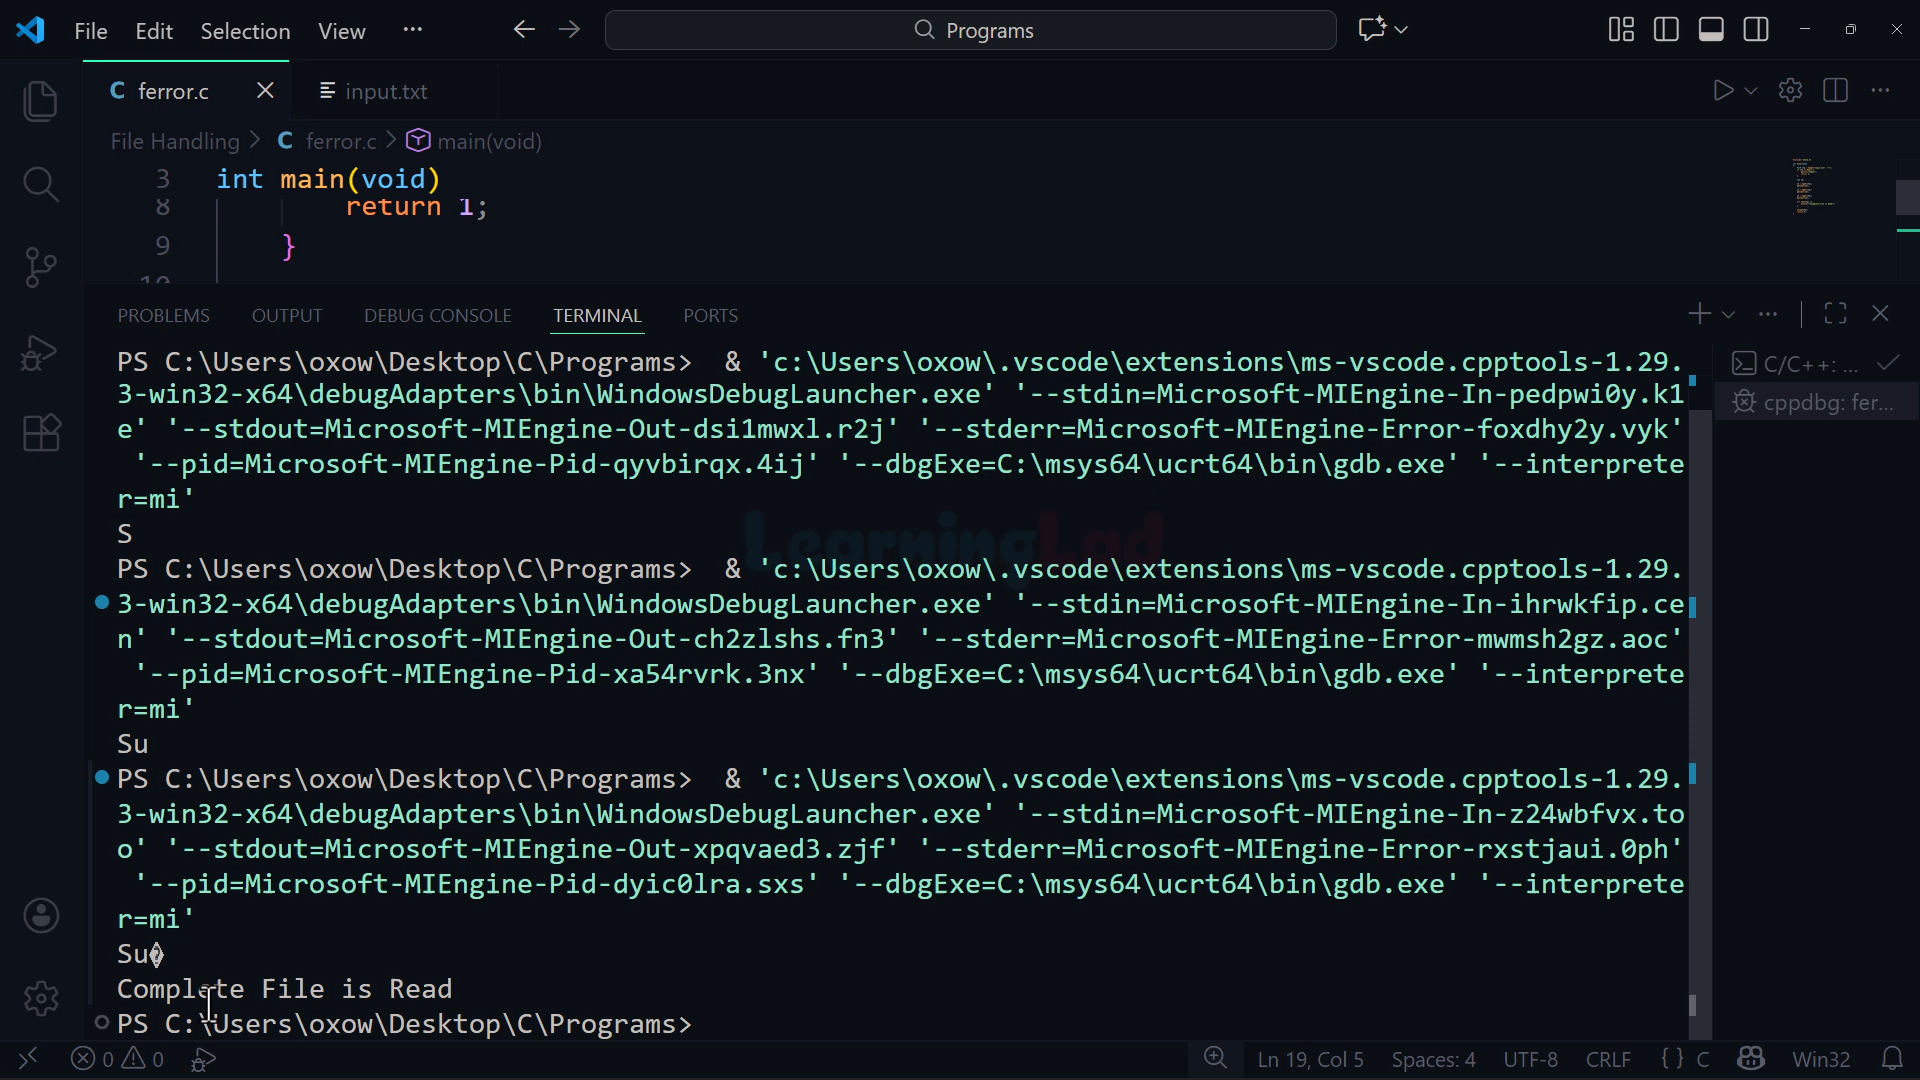 File Edit Selection View ··· Programs
ferror.c input.txt
File Handling > C ferror.c > main(void)
3 int main(void)
8 return 1;
9 }
10
PROBLEMS OUTPUT DEBUG CONSOLE TERMINAL PORTS
PS C:\Users\oxow\Desktop\C\Programs>  & 'c:\Users\oxow\.vscode\extensions\ms-vscode.cpptools-1.29.
3-win32-x64\debugAdapters\bin\WindowsDebugLauncher.exe' '--stdin=Microsoft-MIEngine-In-pedpwi0y.k1
e' '--stdout=Microsoft-MIEngine-Out-dsi1mwxl.r2j' '--stderr=Microsoft-MIEngine-Error-foxdhy2y.vyk'
'--pid=Microsoft-MIEngine-Pid-qyvbirqx.4ij' '--dbgExe=C:\msys64\ucrt64\bin\gdb.exe' '--interprete
r=mi'
S
PS C:\Users\oxow\Desktop\C\Programs>  & 'c:\Users\oxow\.vscode\extensions\ms-vscode.cpptools-1.29.
3-win32-x64\debugAdapters\bin\WindowsDebugLauncher.exe' '--stdin=Microsoft-MIEngine-In-ihrwkfip.ce
n' '--stdout=Microsoft-MIEngine-Out-ch2zlshs.fn3' '--stderr=Microsoft-MIEngine-Error-mwmsh2gz.aoc'
'--pid=Microsoft-MIEngine-Pid-xa54rvrk.3nx' '--dbgExe=C:\msys64\ucrt64\bin\gdb.exe' '--interprete
r=mi'
Su
PS C:\Users\oxow\Desktop\C\Programs>  & 'c:\Users\oxow\.vscode\extensions\ms-vscode.cpptools-1.29.
3-win32-x64\debugAdapters\bin\WindowsDebugLauncher.exe' '--stdin=Microsoft-MIEngine-In-z24wbfvx.to
o' '--stdout=Microsoft-MIEngine-Out-xpqvaed3.zjf' '--stderr=Microsoft-MIEngine-Error-rxstjaui.0ph'
'--pid=Microsoft-MIEngine-Pid-dyic0lra.sxs' '--dbgExe=C:\msys64\ucrt64\bin\gdb.exe' '--interprete
r=mi'
Su�
Complete File is Read
PS C:\Users\oxow\Desktop\C\Programs>
C/C++: ...
cppdbg: fer...
LearningLad
0 0 Ln 19, Col 5 Spaces: 4 UTF-8 CRLF { } C Win32